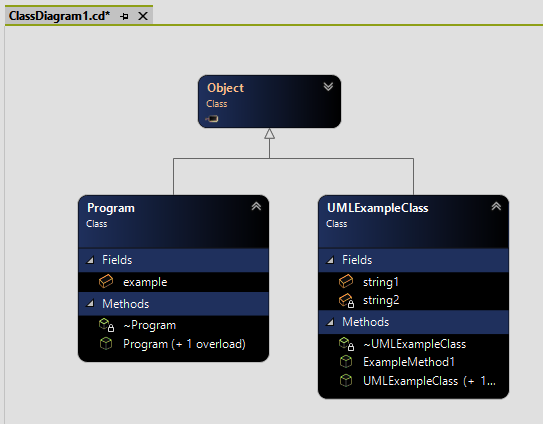 ClassDiagram1.cd*
Object
Class
Program
Class
Fields
example
Methods
~Program
Program (+ 1 overload)
UMLExampleClass
Class
Fields
string1
string2
Methods
~UMLExampleClass
ExampleMethod1
UMLExampleClass (+ 1...